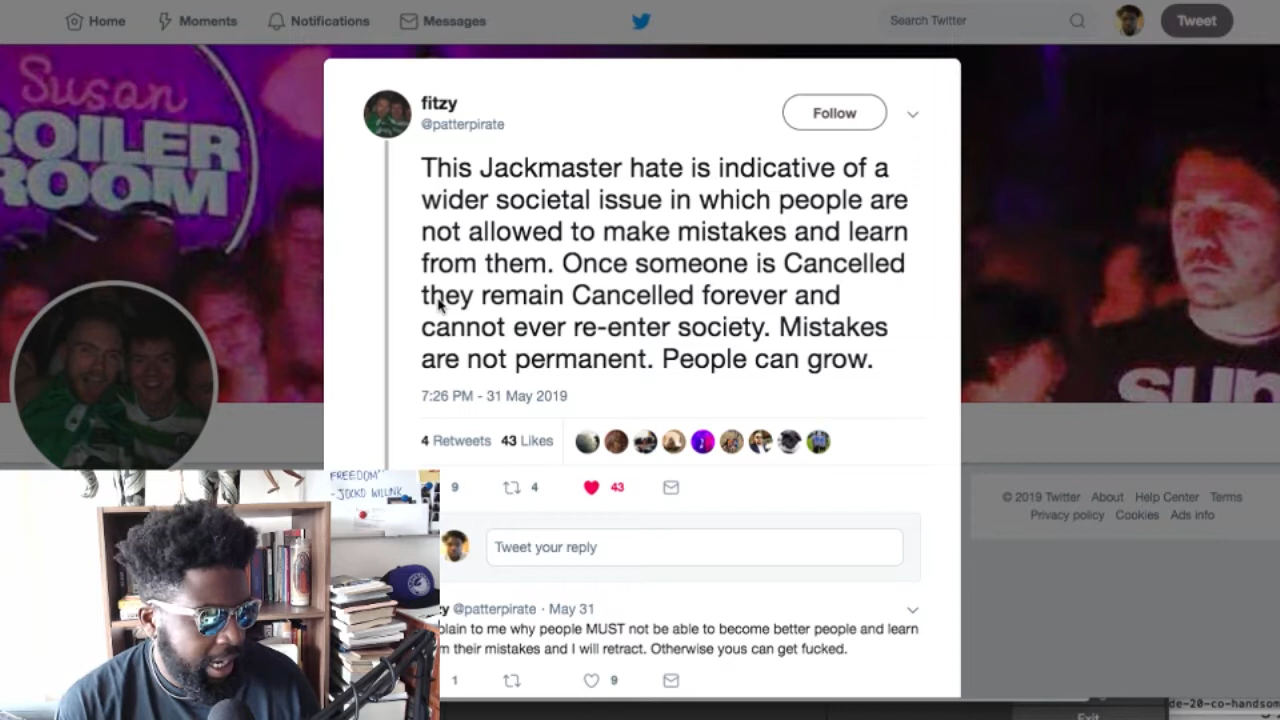 Home Moments Notifications Messages Search Twitter Tweet
Susan
BOILER
ROOM
fitzy
@patterpirate
Follow
This Jackmaster hate is indicative of a
wider societal issue in which people are
not allowed to make mistakes and learn
from them. Once someone is Cancelled
they remain Cancelled forever and
cannot ever re-enter society. Mistakes
are not permanent. People can grow.
7:26 PM - 31 May 2019
4 Retweets 43 Likes
9 4 43
Tweet your reply
zy @patterpirate · May 31
plain to me why people MUST not be able to become better people and learn
m their mistakes and I will retract. Otherwise yous can get fucked.
1 9
© 2019 Twitter About Help Center Terms
Privacy policy Cookies Ads info
FREEDOM"
-JOCKO WILLINK
de-20-co-handsom
Exit